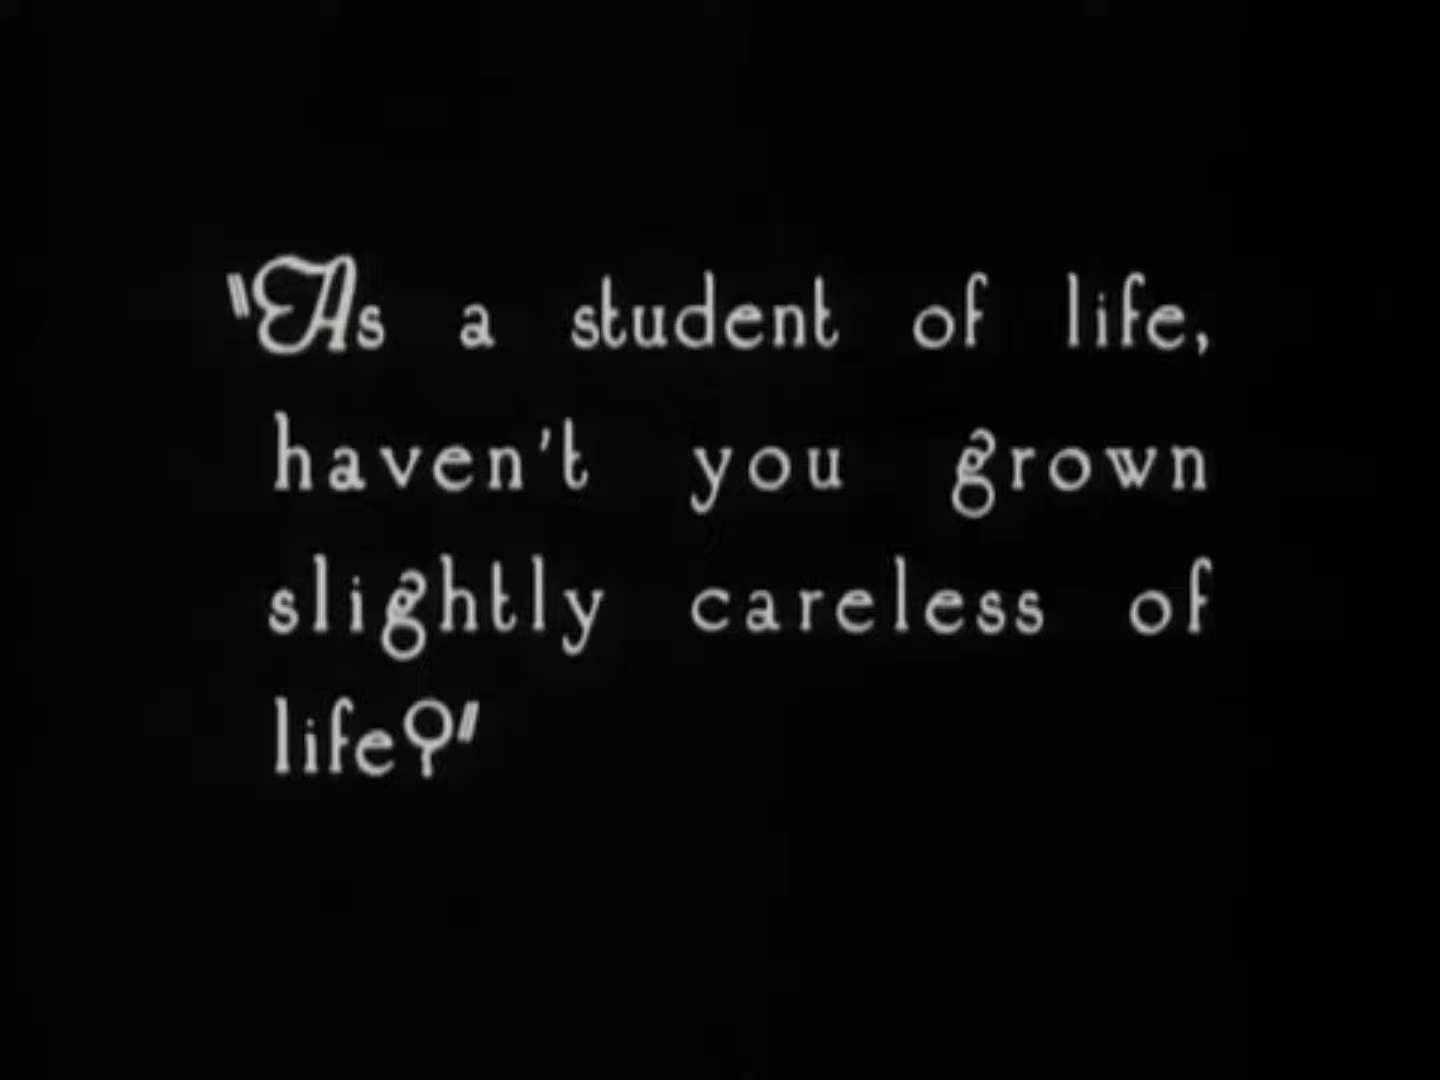 "As a student of life,
haven't you grown
slightly careless of
life?"